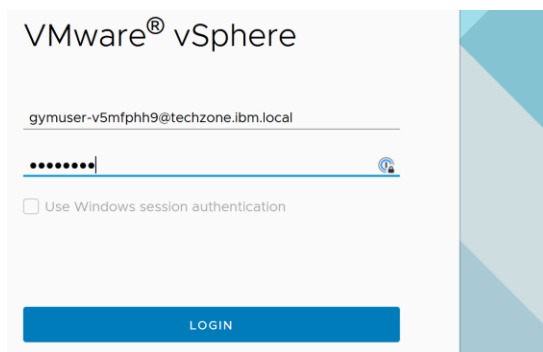 VMware® vSphere
gymuser-v5mfphh9@techzone.ibm.local
••••••••
Use Windows session authentication
LOGIN